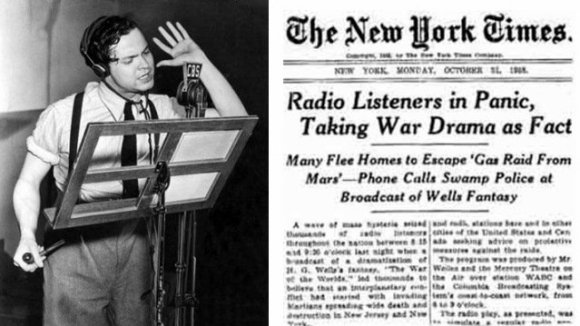 CBS
The New York Times.
Copyright, 1938, by The New York Times Company.
NEW YORK, MONDAY, OCTOBER 31, 1938.
Radio Listeners in Panic,
Taking War Drama as Fact
Many Flee Homes to Escape 'Gas Raid From
Mars'—Phone Calls Swamp Police at
Broadcast of Wells Fantasy
A wave of mass hysteria seized
thousands of radio listeners
throughout the nation between 8:15
and 9:30 o'clock last night when a
broadcast of a dramatization of
H. G. Wells's fantasy, "The War
of the Worlds," led thousands to
believe that an interplanetary con-
flict had started with invading
Martians spreading wide death and
destruction in New Jersey and New
York.
and radio stations here and in other
cities of the United States and Can-
ada seeking advice on protective
measures against the raids.
The program was produced by Mr.
Welles and the Mercury Theatre on
the Air over station WABC and
the Columbia Broadcasting Sys-
tem's coast-to-coast network, from
8 to 9 o'clock.
The radio play, as presented, was
to simulate a regular radio